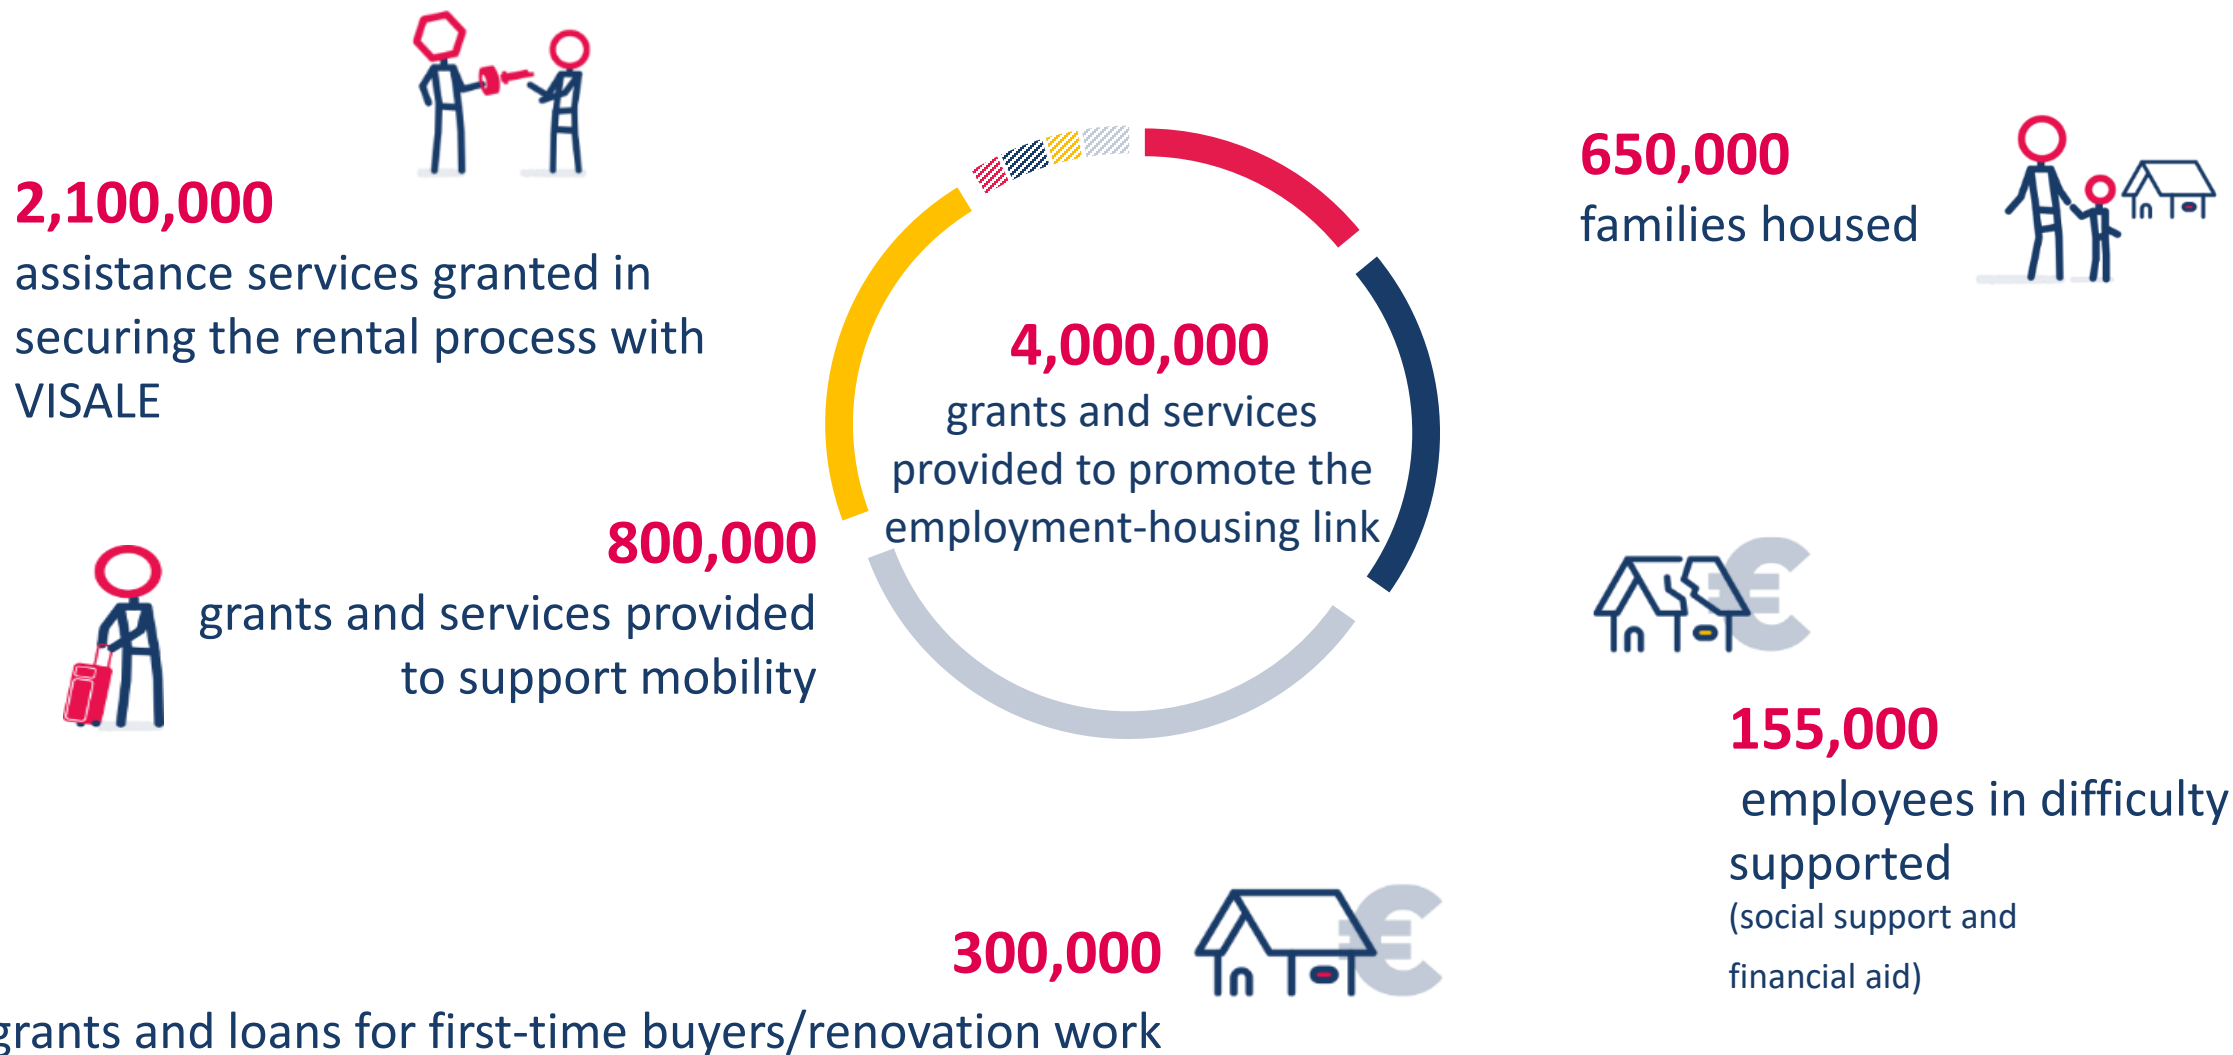 2,100,000
assistance services granted in
securing the rental process with
VISALE
800,000
grants and services provided
to support mobility
4,000,000
grants and services
provided to promote the
employment-housing link
650,000
families housed
155,000
employees in difficulty
supported
(social support and
financial aid)
300,000
grants and loans for first-time buyers/renovation work